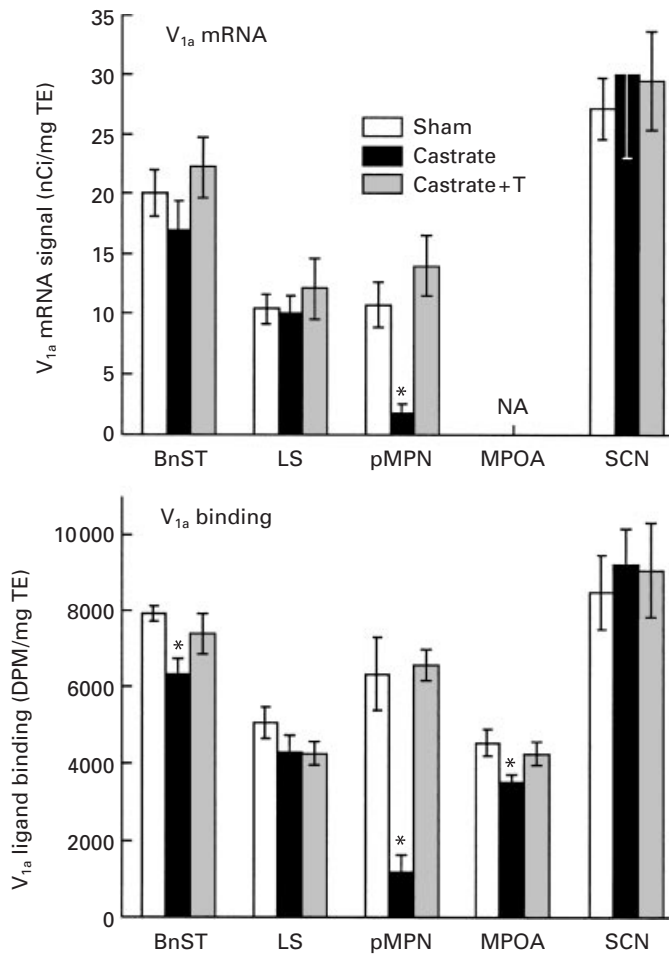 V1a mRNA
V1a mRNA signal (nCi/mg TE)
35
30
25
20
15
10
5
0
Sham
Castrate
Castrate+T
*
NA
BnST LS pMPN MPOA SCN
V1a binding
V1a ligand binding (DPM/mg TE)
10000
8000
6000
4000
2000
0
*
*
*
BnST LS pMPN MPOA SCN